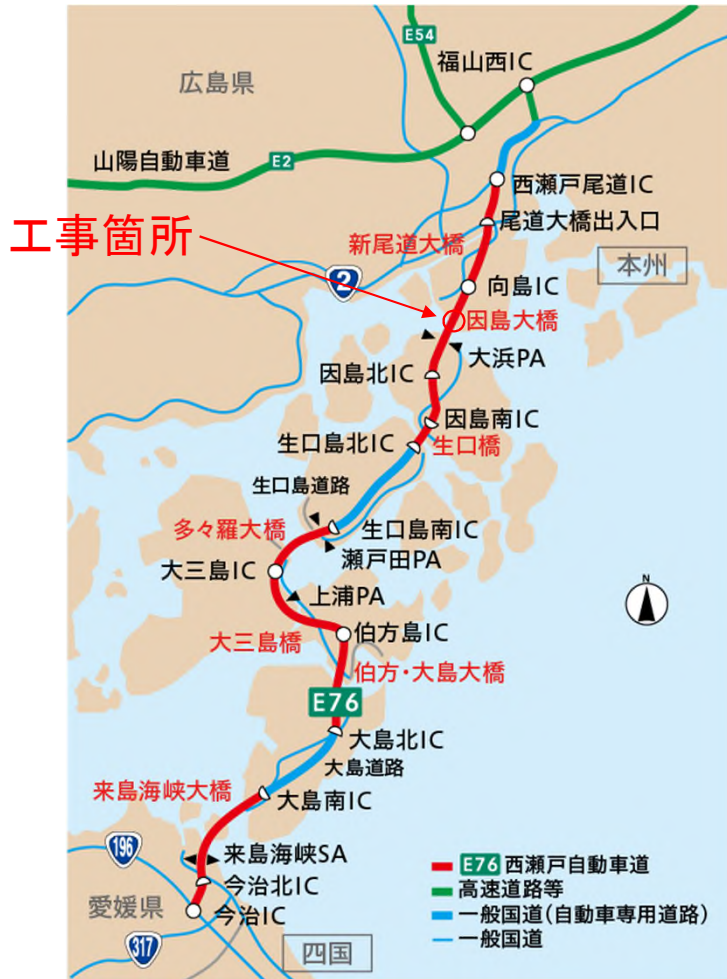 E54
福山西IC
広島県
山陽自動車道
E2
西瀬戸尾道IC
尾道大橋出入口
工事箇所
新尾道大橋
本州
2
向島IC
因島大橋
大浜PA
因島北IC
因島南IC
生口島北IC
生口橋
生口島道路
多々羅大橋
生口島南IC
瀬戸田PA
大三島IC
上浦PA
N
伯方島IC
大三島橋
伯方・大島大橋
E76
大島北IC
大島道路
来島海峡大橋
大島南IC
196
来島海峡SA
E76 西瀬戸自動車道
今治北IC
高速道路等
愛媛県
今治IC
一般国道(自動車専用道路)
317
四国
一般国道